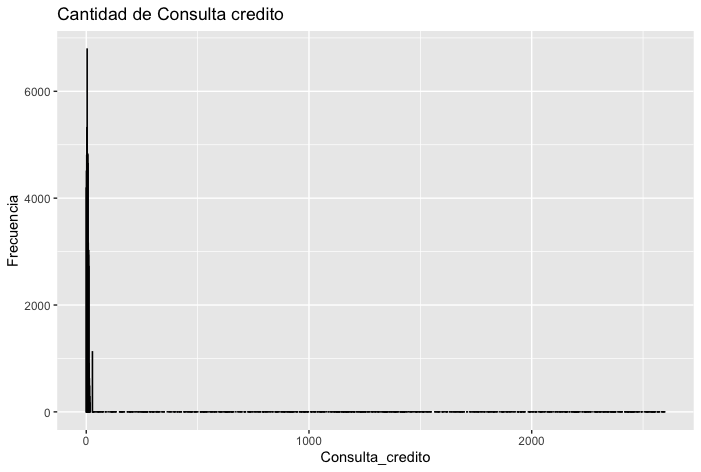 Cantidad de Consulta credito
Frecuencia
6000
4000
2000
0
0 1000 2000
Consulta_credito